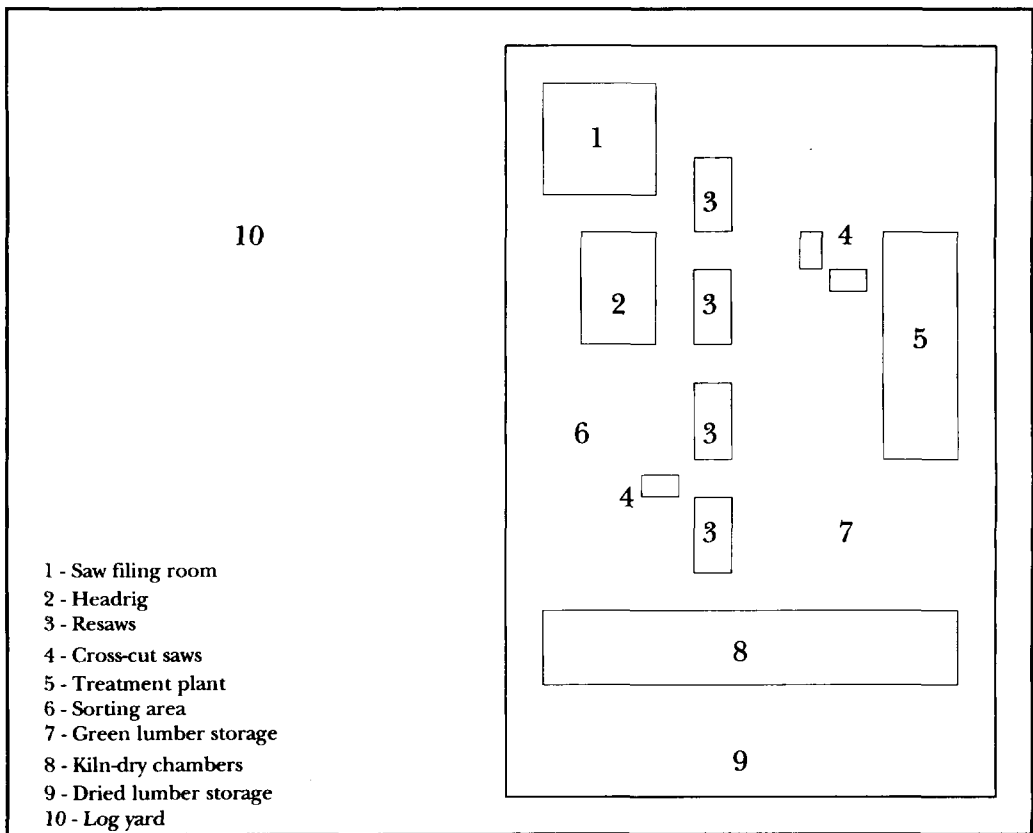 1
3
10
4
2
3
5
6
3
4
3
7
8
9
1 - Saw filing room
2 - Headrig
3 - Resaws
4 - Cross-cut saws
5 - Treatment plant
6 - Sorting area
7 - Green lumber storage
8 - Kiln-dry chambers
9 - Dried lumber storage
10 - Log yard